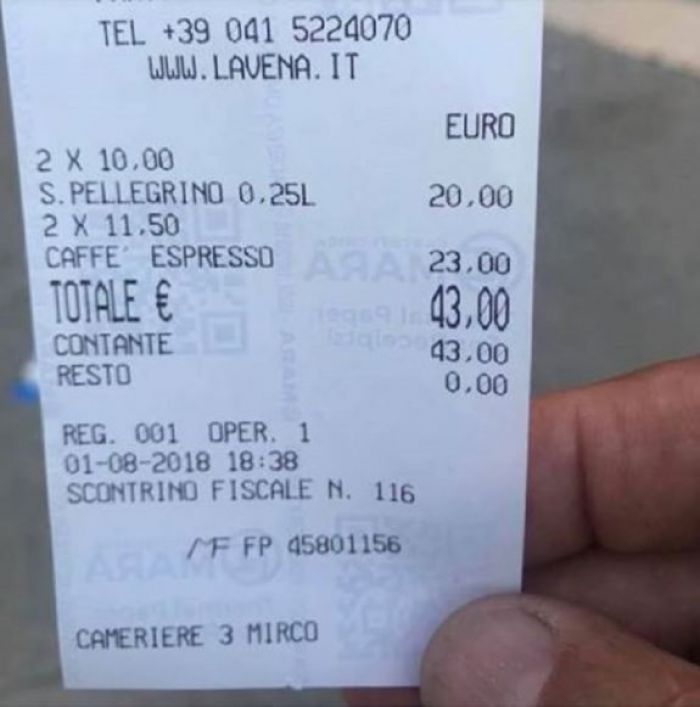 TEL +39 041 5224070
WWW.LAVENA.IT
EURO
2 X 10.00
S.PELLEGRINO 0,25L 20.00
2 X 11.50
CAFFE' ESPRESSO 23.00
TOTALE € 43,00
CONTANTE 43.00
RESTO 0.00
REG. 001 OPER. 1
01-08-2018 18:38
SCONTRINO FISCALE N. 116
MF FP 45801156
CAMERIERE 3 MIRCO